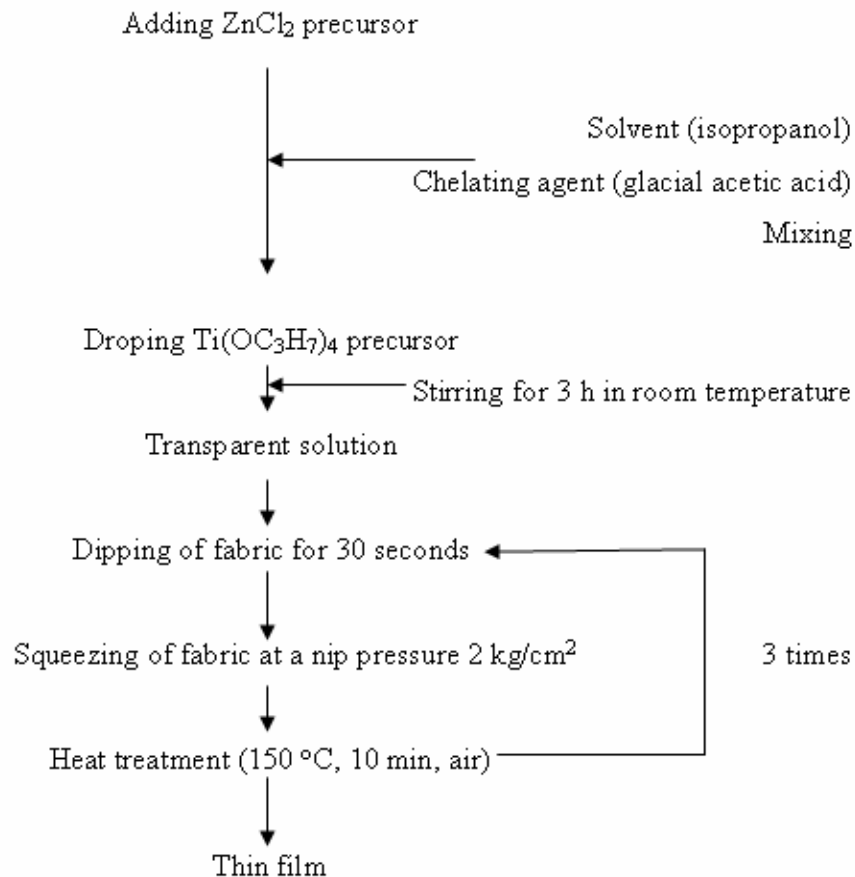 Adding ZnCl₂ precursor
Solvent (isopropanol)
Chelating agent (glacial acetic acid)
Mixing
Droping Ti(OC₃H₇)₄ precursor
Stirring for 3 h in room temperature
Transparent solution
Dipping of fabric for 30 seconds
Squeezing of fabric at a nip pressure 2 kg/cm²
3 times
Heat treatment (150 °C, 10 min, air)
Thin film